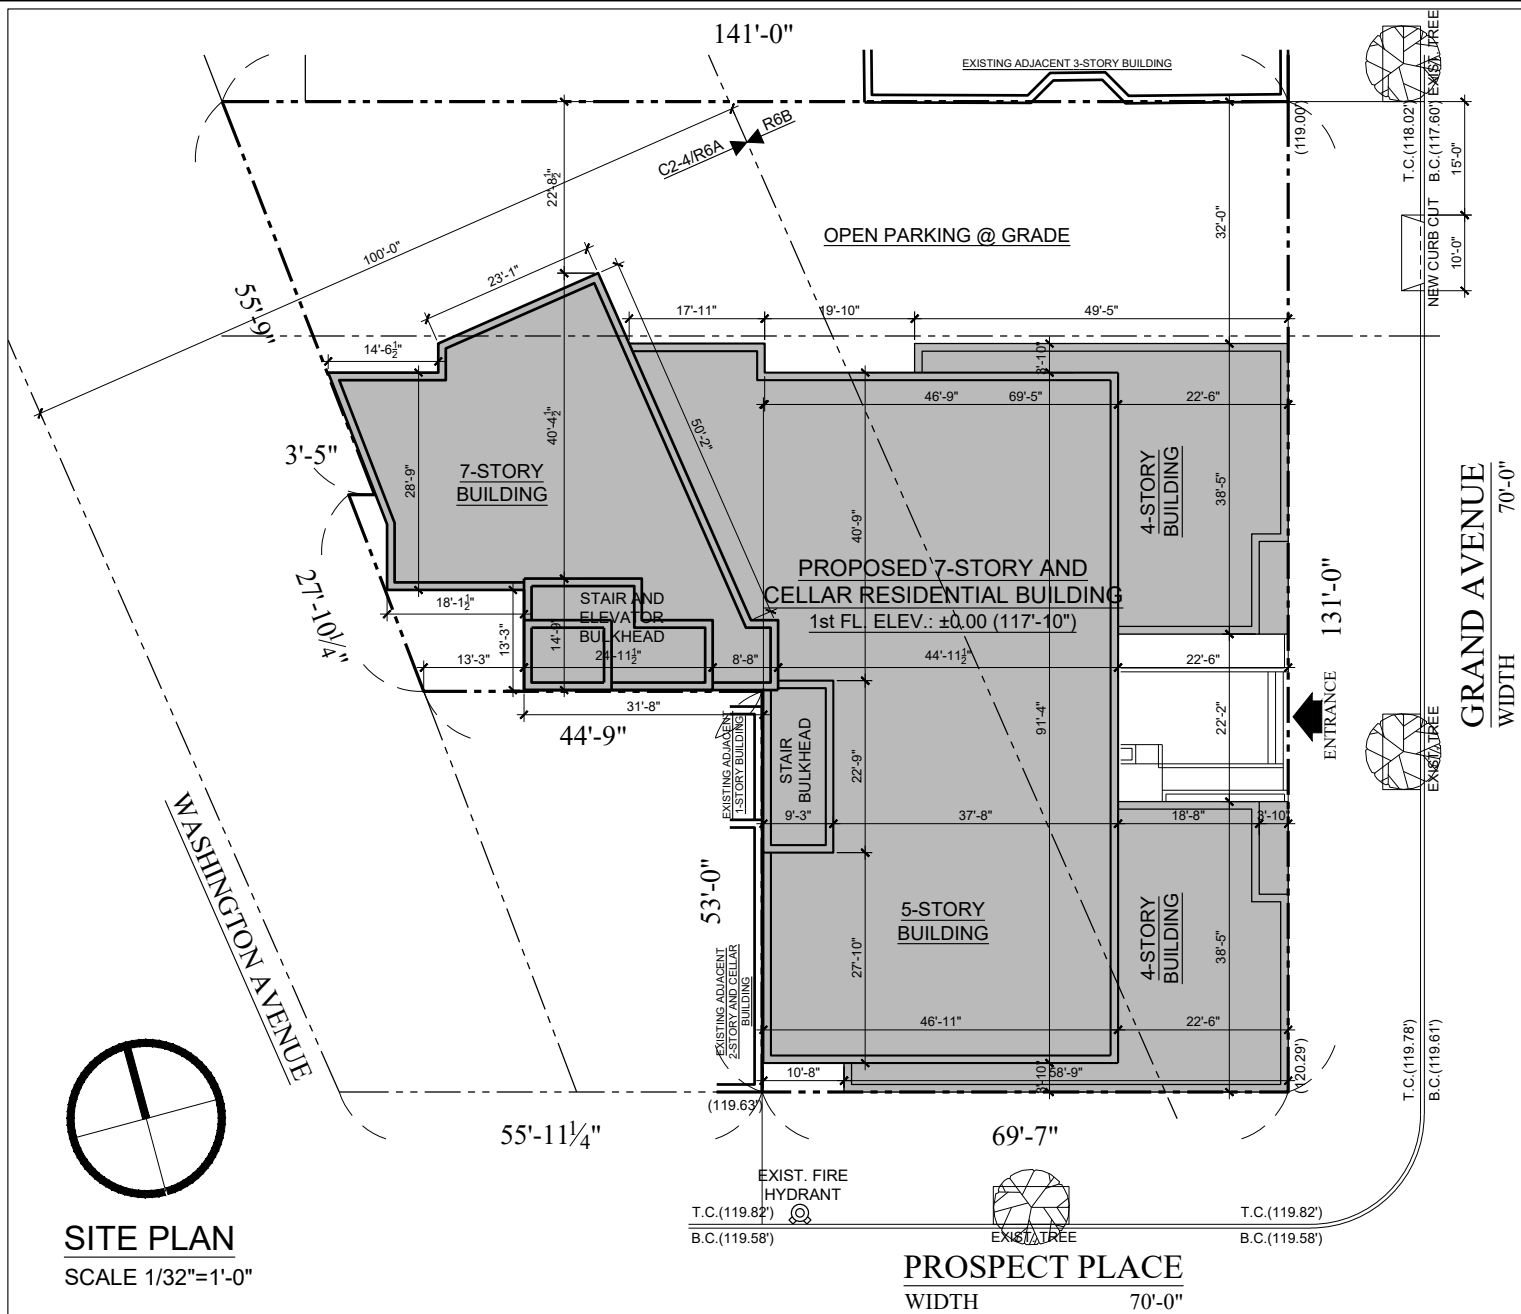 141'-0"
EXISTING ADJACENT 3-STORY BUILDING
EXIST. TREE
T.C.(118.02')
B.C.(117.60')
(119.00')
15'-0"
R6B
C2-4/R6A
22'-8½"
32'-0"
OPEN PARKING @ GRADE
NEW CURB CUT
10'-0"
100'-0"
23'-1"
55'-9"
17'-11"
19'-10"
49'-5"
14'-6½"
3'-10"
46'-9"
69'-5"
22'-6"
50'-2"
40'-4½"
28'-9"
3'-5"
7-STORY
BUILDING
4-STORY
BUILDING
38'-5"
40'-9"
GRAND AVENUE
WIDTH 70'-0"
131'-0"
PROPOSED 7-STORY AND
CELLAR RESIDENTIAL BUILDING
1st FL. ELEV.: ±0.00 (117'-10")
27'-10¼"
18'-1½"
STAIR AND
ELEVATOR
BULKHEAD
13'-3"
14'-9"
13'-3"
24'-11½"
8'-8"
44'-11½"
22'-6"
31'-8"
44'-9"
EXISTING ADJACENT
1-STORY BUILDING
STAIR
BULKHEAD
22'-9"
91'-4"
22'-2"
ENTRANCE
EXIST. TREE
9'-3"
37'-8"
18'-8"
3'-10"
WASHINGTON AVENUE
53'-0"
5-STORY
BUILDING
4-STORY
BUILDING
38'-5"
27'-10"
EXISTING ADJACENT
2-STORY AND CELLAR
BUILDING
46'-11"
22'-6"
10'-8"
3'-10"
58'-9"
(120.29')
T.C.(119.78')
B.C.(119.61')
(119.63')
55'-11¼"
69'-7"
EXIST. FIRE
HYDRANT
T.C.(119.82')
B.C.(119.58')
EXIST. TREE
T.C.(119.82')
B.C.(119.58')
SITE PLAN
SCALE 1/32"=1'-0"
PROSPECT PLACE
WIDTH 70'-0"